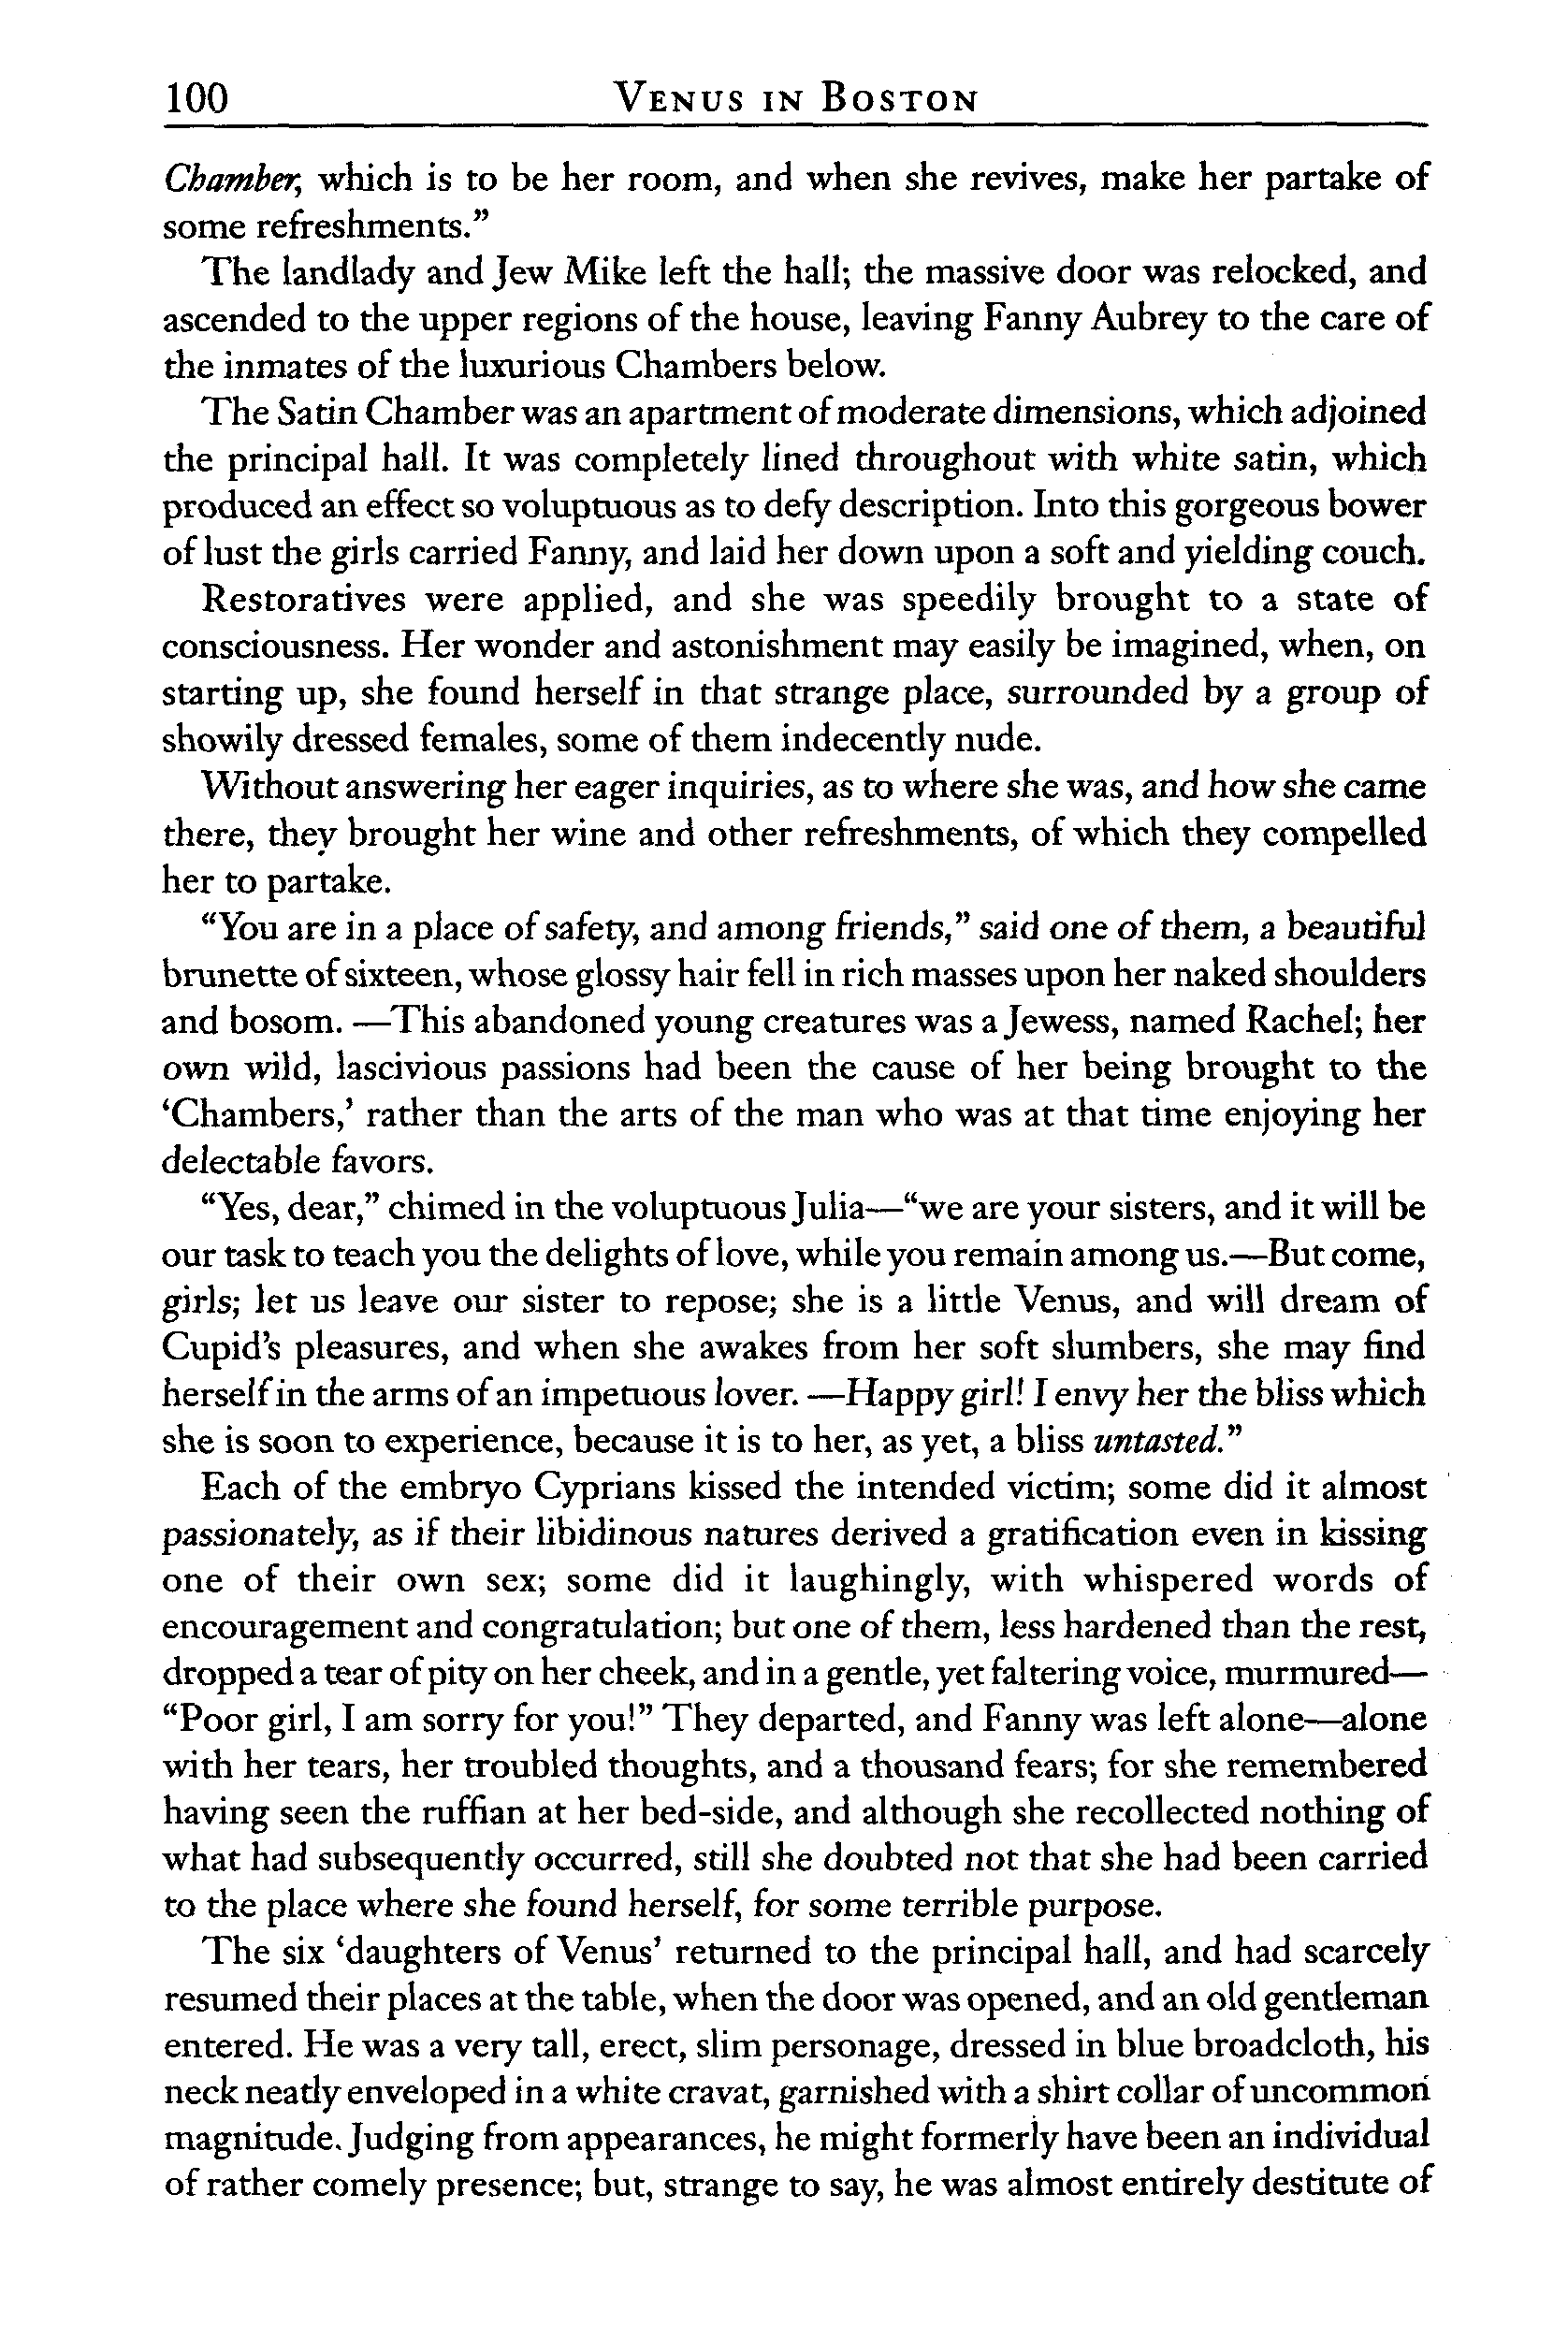 100 VENUS IN BOSTON
Chamber, which is to be her room, and when she revives, make her partake of
some refreshments.”
The landlady and Jew Mike left the hall; the massive door was relocked, and
ascended to the upper regions of the house, leaving Fanny Aubrey to the care of
the inmates of the luxurious Chambers below.
The Satin Chamber was an apartment of moderate dimensions, which adjoined
the principal hall. It was completely lined throughout with white satin, which
produced an effect so voluptuous as to defy description. Into this gorgeous bower
of lust the girls carried Fanny, and laid her down upon a soft and yielding couch.
Restoratives were applied, and she was speedily brought to a state of
consciousness. Her wonder and astonishment may easily be imagined, when, on
starting up, she found herself in that strange place, surrounded by a group of
showily dressed females, some of them indecently nude.
Without answering her eager inquiries, as to where she was, and how she came
there, they brought her wine and other refreshments, of which they compelled
her to partake.
“You are in a place of safety, and among friends,” said one of them, a beautiful
brunette of sixteen, whose glossy hair fell in rich masses upon her naked shoulders
and bosom. —This abandoned young creatures was a Jewess, named Rachel; her
own wild, lascivious passions had been the cause of her being brought to the
‘Chambers,’ rather than the arts of the man who was at that time enjoying her
delectable favors.
“Yes, dear,” chimed in the voluptuous Julia—“we are your sisters, and it will be
our task to teach you the delights of love, while you remain among us.—But come,
girls; let us leave our sister to repose; she is a little Venus, and will dream of
Cupid’s pleasures, and when she awakes from her soft slumbers, she may find
herself in the arms of an impetuous lover. —Happy girl! I envy her the bliss which
she is soon to experience, because it is to her, as yet, a bliss untasted.”
Each of the embryo Cyprians kissed the intended victim; some did it almost
passionately, as if their libidinous natures derived a gratification even in kissing
one of their own sex; some did it laughingly, with whispered words of
encouragement and congratulation; but one of them, less hardened than the rest,
dropped a tear of pity on her cheek, and in a gentle, yet faltering voice, murmured—
“Poor girl, I am sorry for you!” They departed, and Fanny was left alone—alone
with her tears, her troubled thoughts, and a thousand fears; for she remembered
having seen the ruffian at her bed-side, and although she recollected nothing of
what had subsequently occurred, still she doubted not that she had been carried
to the place where she found herself, for some terrible purpose.
The six ‘daughters of Venus’ returned to the principal hall, and had scarcely
resumed their places at the table, when the door was opened, and an old gentleman
entered. He was a very tall, erect, slim personage, dressed in blue broadcloth, his
neck neatly enveloped in a white cravat, garnished with a shirt collar of uncommon
magnitude. Judging from appearances, he might formerly have been an individual
of rather comely presence; but, strange to say, he was almost entirely destitute of